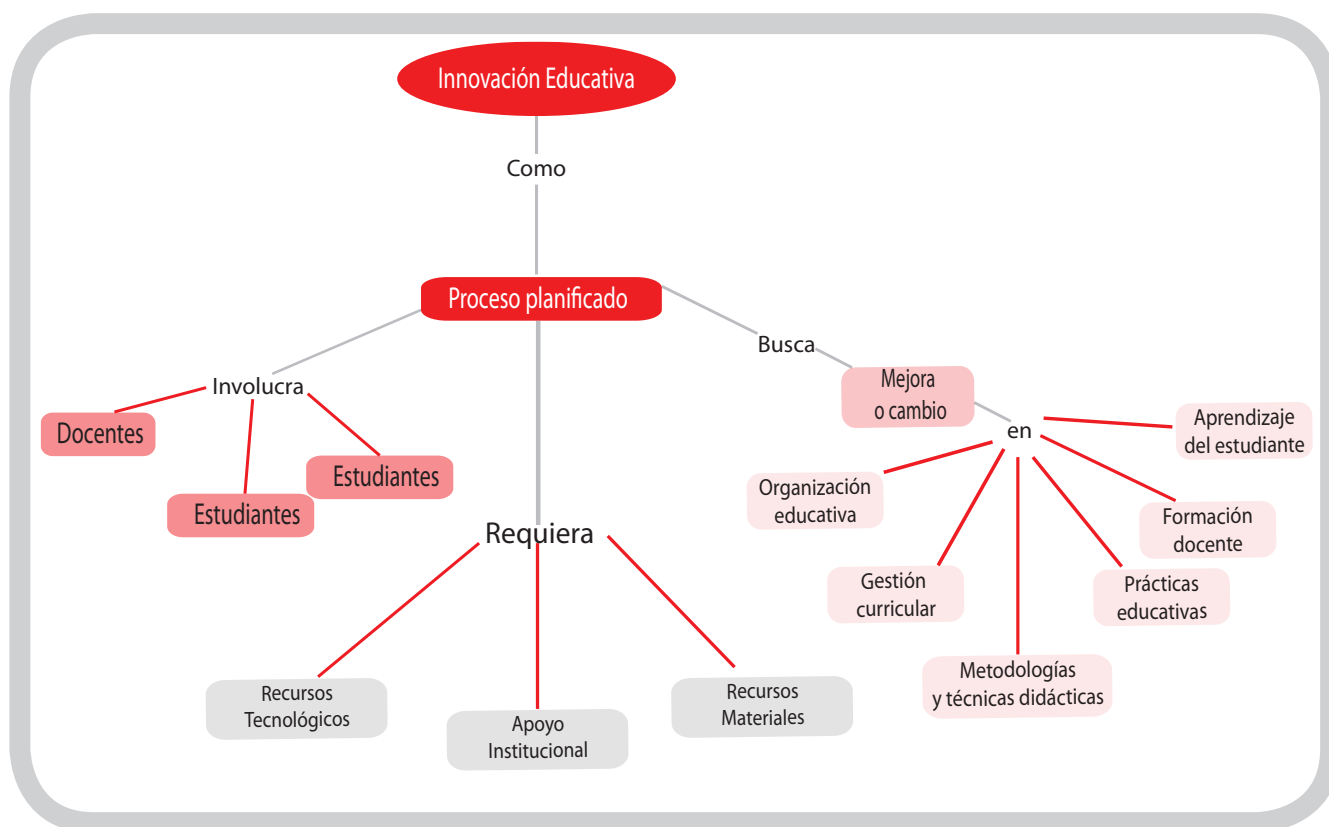 Innovación Educativa
Como
Proceso planificado
Involucra
Docentes
Estudiantes
Estudiantes
Requiera
Recursos
Tecnológicos
Apoyo
Institucional
Recursos
Materiales
Busca
Mejora
o cambio
en
Organización
educativa
Gestión
curricular
Metodologías
y técnicas didácticas
Prácticas
educativas
Formación
docente
Aprendizaje
del estudiante